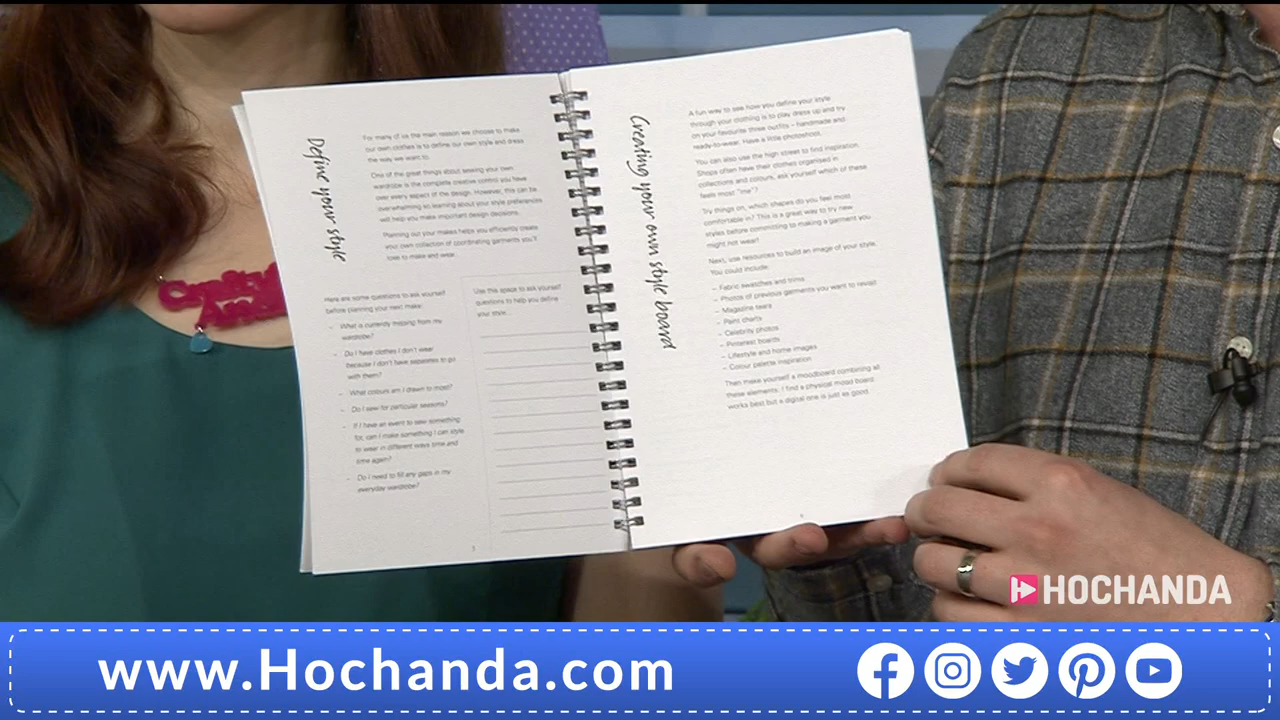 Define your style
For many of us the main reason we choose to make
our own clothes is to define our own style and dress
the way we want to.
One of the great things about sewing your own
wardrobe is the complete creative control you have
over every aspect of the design. However, this can be
overwhelming so learning about your style preferences
will help you make important design decisions.
Planning out your makes helps you efficiently create
your own collection of coordinating garments you'll
love to make and wear.
Here are some questions to ask yourself
before planning your next make:
– What is currently missing from my
wardrobe?
– Do I have clothes I don't wear
because I don't have separates to go
with them?
– What colours am I drawn to most?
– Do I sew for particular seasons?
– If I have an event to sew something
for, can I make something I can style
to wear in different ways time and
time again?
– Do I need to fill any gaps in my
everyday wardrobe?
Use this space to ask yourself
questions to help you define
your style...
Creating your own style board
A fun way to see how you define your style
through your clothing is to play dress up and try
on your favourite three outfits – handmade and
ready-to-wear. Have a little photoshoot.
You can also use the high street to find inspiration.
Shops often have their clothes organised in
collections and colours, ask yourself which of these
feels most "me"?
Try things on, which shapes do you feel most
comfortable in? This is a great way to try new
styles before committing to making a garment you
might not wear!
Next, use resources to build an image of your style.
You could include:
– Fabric swatches and trims
– Photos of previous garments you want to revisit
– Magazine tears
– Paint charts
– Celebrity photos
– Pinterest boards
– Lifestyle and home images
– Colour palette inspiration
Then make yourself a moodboard combining all
these elements. I find a physical mood board
works best but a digital one is just as good.
HOCHANDA
www.Hochanda.com